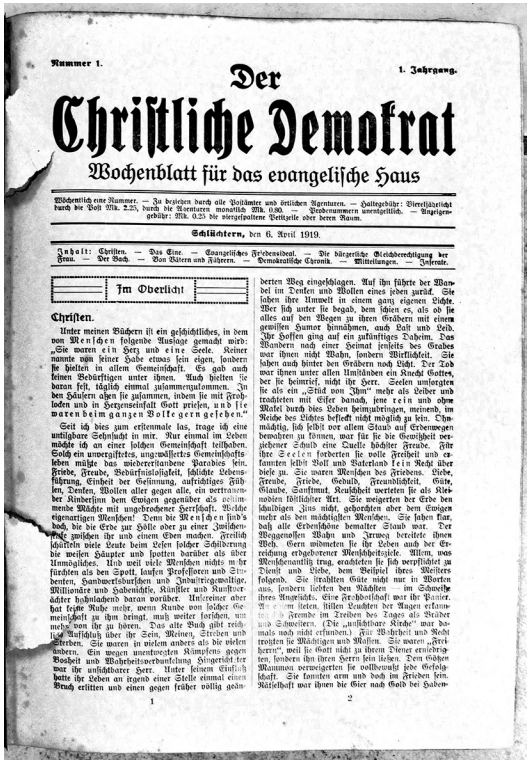 Nummer 1.
1. Jahrgang.
Der
Christliche Demokrat
Wochenblatt für das evangelische Haus
Wöchentlich eine Nummer. — Zu beziehen durch alle Postämter und örtlichen Agenturen. — Haltegebühr: Vierteljährlich
durch die Post Mk. 2.25, durch die Agenturen monatlich Mk. 0.80. — Probenummern unentgeltlich. — Anzeigen-
gebühr: Mk. 0.25 die viergespaltene Petitzeile oder deren Raum.
Schlüchtern, den 6. April 1919.
Inhalt: Christen. — Das Eine. — Evangelisches Friedensideal. — Die bürgerliche Gleichberechtigung der
Frau. — Der Bach. — Von Vätern und Führern. — Demokratische Chronik. — Mitteilungen. — Inserate.
Im Oberlicht
Christen.
Unter meinen Büchern ist ein geschichtliches, in dem
von Menschen folgende Aussage gemacht wird:
„Sie waren ein Herz und eine Seele. Keiner
nannte von seiner Habe etwas sein eigen, sondern
sie hielten in allem Gemeinschaft. Es gab auch
keinen Bedürftigen unter ihnen. Auch hielten sie
daran fest, täglich einmal zusammenzukommen. In
den Häusern aßen sie zusammen, indem sie mit Froh-
locken und in Herzenseinfalt Gott priesen, und sie
waren beim ganzen Volke gern gesehen.“
Seit ich dies zum erstenmale las, trage ich eine
untilgbare Sehnsucht in mir. Nur einmal im Leben
möchte ich an einer solchen Gemeinschaft teilhaben.
Solch ein unvergiftetes, ungewässertes Gemeinschafts-
leben müßte das wiedererstandene Paradies sein.
Friede, Freude, Bedürfnislosigkeit, schlichte Lebens-
führung, Einheit der Gesinnung, aufrichtiges Füh-
len, Denken, Wollen aller gegen alle, ein vertrauen-
der Kindersinn dem Ewigen gegenüber als
mende Mächte mit ungebrochener Herrschaft. Welche
eigenartigen Menschen! Denn die Menschen sind's
doch, die die Erde zur Hölle oder zu einer Zwischen-
stufe zwischen ihr und einem Eden machen. Freilich
schütteln viele Leute beim Lesen solcher Schilderung
die weisen Häupter und spotten darüber als über
Unmögliches. Und weil viele Menschen nichts mehr
fürchten als den Spott, laufen Professoren und Stu-
denten, Handwerksburschen und Industriegewaltige,
Millionäre und Habenichtse, Künstler und Kunstver-
ächter hohnlachend daran vorüber. Unsereiner aber
hat keine Ruhe mehr, wenn Kunde von solcher Ge-
meinschaft zu ihm dringt, muß weiter forschen, um
mehr von ihr zu hören. Das alte Buch gibt reich-
lich Aufschluß über ihr Sein, Meinen, Streben und
Sterben. Sie waren in vielem anders als die vielen
andern. Ein wegen unentwegten Kämpfens gegen
Bosheit und Wahrheitsverdunkelung Hingerichteter
war ihr unsichtbarer Herr. Unter seinem Einfluß
hatte ihr Leben an irgend einer Stelle einmal einen
Bruch erlitten und einen gegen früher völlig geän-
1
derten Weg eingeschlagen. Auf ihn führte der Wan-
del in Denken und Wollen eines jeden zurück. Sie
sahen ihre Umwelt in einem ganz eigenen Lichte.
Wer sich unter sie begab, dem schien es, als ob sie
alles auf den Wegen zu ihren Gräbern mit einem
gewissen Humor hinnähmen, auch Last und Leid.
Ihr Hoffen ging auf ein zukünftiges Daheim. Das
Wandern nach einer Heimat jenseits des Grabes
war ihnen nicht Wahn, sondern Wirklichkeit. Sie
sahen auch hinter den Gräbern noch Licht. Der Tod
war ihnen unter allen Umständen ein Knecht Gottes,
der sie heimrief, nicht ihr Herr. Seelen umsorgten
sie als ein „Stück von Ihm“ mehr als Leiber und
trachteten mit Eifer danach, jene rein und ohne
Makel durch dies Leben heimzubringen, meinend, im
Reiche des Lichtes befleckt nicht möglich zu sein. Ohn-
mächtig, sich selbst vor allem Staub auf Erdenwegen
bewahren zu können, war für sie die Gewißheit ver-
ziehener Schuld eine Quelle höchster Freude. Für
ihre Seelen forderten sie volle Freiheit und er-
kannten selbst Volk und Vaterland kein Recht über
diese zu. Sie waren ihnen Freie des Ewigen. Liebe,
Freude, Friede, Geduld, Freundlichkeit, Güte,
Glaube, Sanftmut, Keuschheit werteten sie als Klei-
nodien köstlichster Art. Sie weigerten der Erde den
schuldigen Zins nicht, gehorchten aber dem Ewigen
mehr als den mächtigsten Menschen. Sie sahen klar,
daß alle Erdenschöne bemalter Staub war. Der
Weggenossen Wahn und Irrweg bereitete ihnen
Weh. Gern widmeten sie ihr Leben auch der Er-
reichung erdgeborener Menschheitsziele. Allem, was
Menschenantlitz trug, erachteten sie sich verpflichtet zu
Dienst und Liebe, dem Beispiel ihres Meisters
folgend. Sie strahlten Güte nicht nur in Worten
aus, sondern liebten den Nächsten — im Schweiße
ihres Angesichts. Eine Frohbotschaft war ihr Panier.
An einem steten, stillen Leuchten der Augen erkann-
ten sich Fremde im Treiben des Tages als Brüder
und Schwestern. (Die „unsichtbare Kirche“ war da-
mals noch nicht erfunden.) Für Wahrheit und Recht
trotzten sie Mächtigen und Massen. Sie waren „Frei-
herrn“, weil sie Gott nicht zu ihrem Diener erniedrig-
ten, sondern ihn ihren Herrn sein ließen. Dem Götzen
Mammon verweigerten sie vollbewußt jede Gefolg-
schaft. Sie konnten arm und doch im Frieden sein.
Rätselhaft war ihnen die Gier nach Gold bei Haben-
2